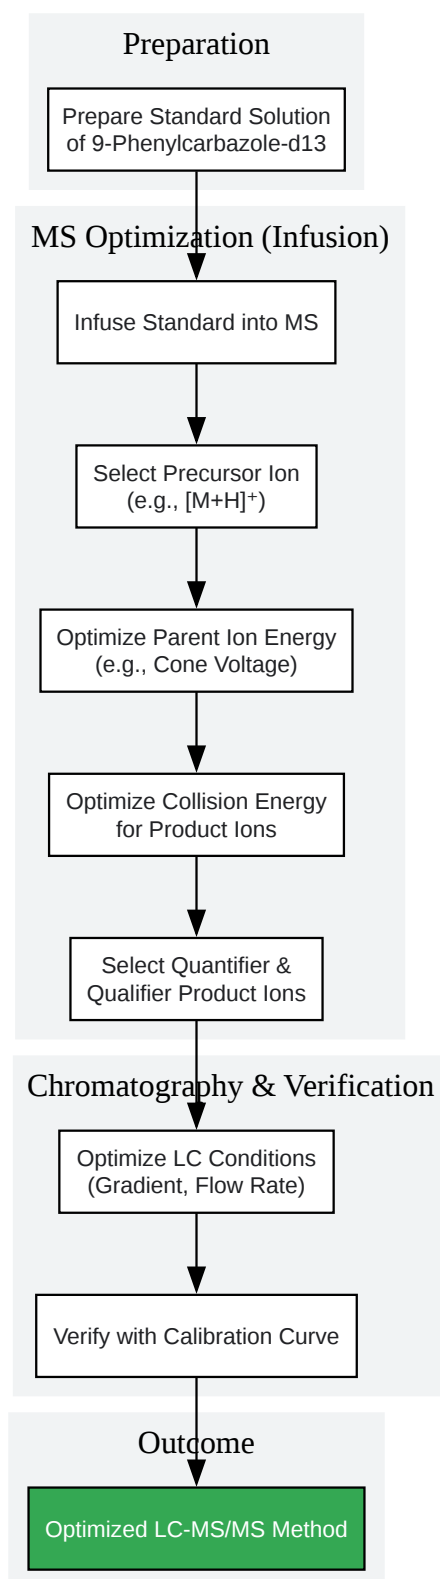 Preparation
Prepare Standard Solution
of 9-Phenylcarbazole-d13
MS Optimization (Infusion)
Infuse Standard into MS
Select Precursor Ion
(e.g., [M+H]⁺)
Optimize Parent Ion Energy
(e.g., Cone Voltage)
Optimize Collision Energy
for Product Ions
Select Quantifier &
Qualifier Product Ions
Chromatography & Verification
Optimize LC Conditions
(Gradient, Flow Rate)
Verify with Calibration Curve
Outcome
Optimized LC-MS/MS Method